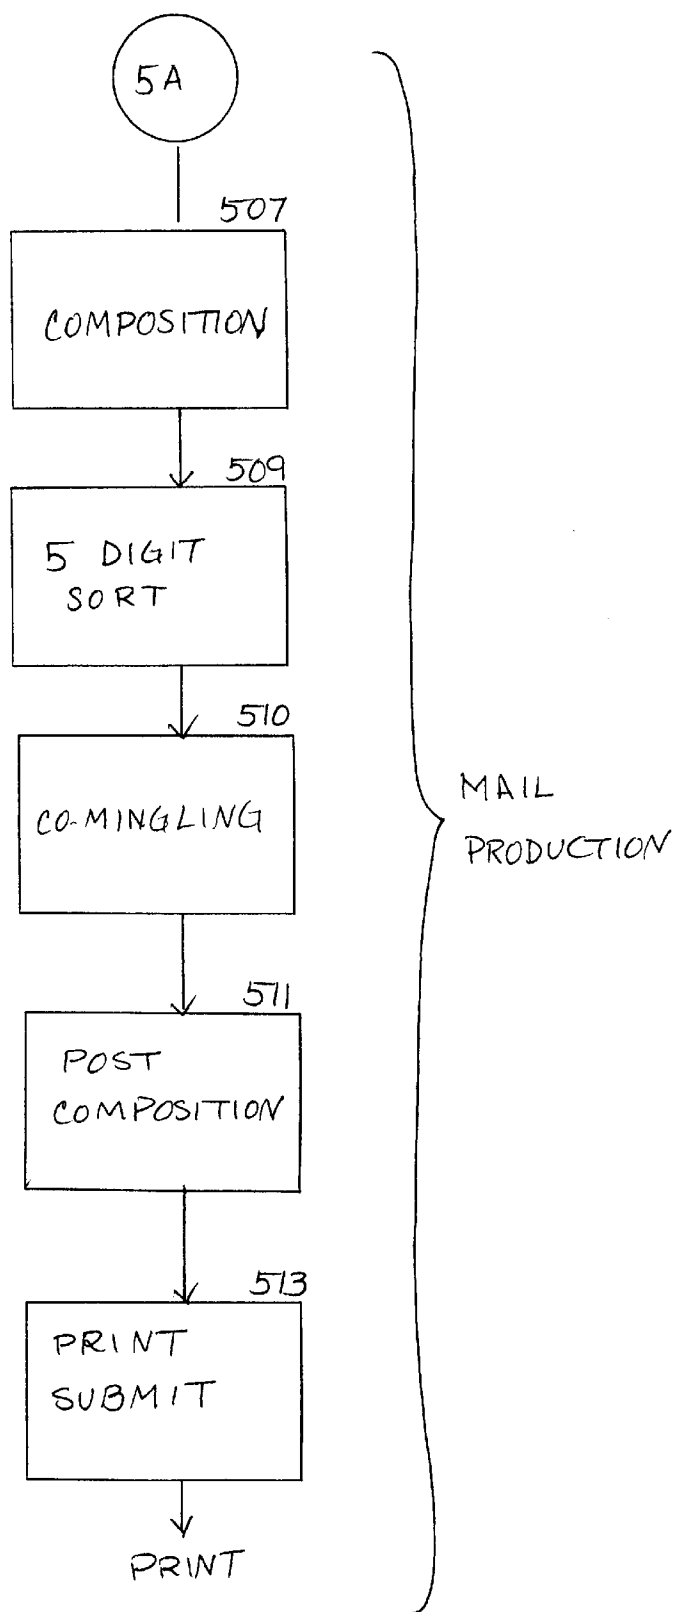 5A
507
COMPOSITION
509
5 DIGIT
SORT
510
CO-MINGLING
MAIL
PRODUCTION
511
POST
COMPOSITION
513
PRINT
SUBMIT
PRINT